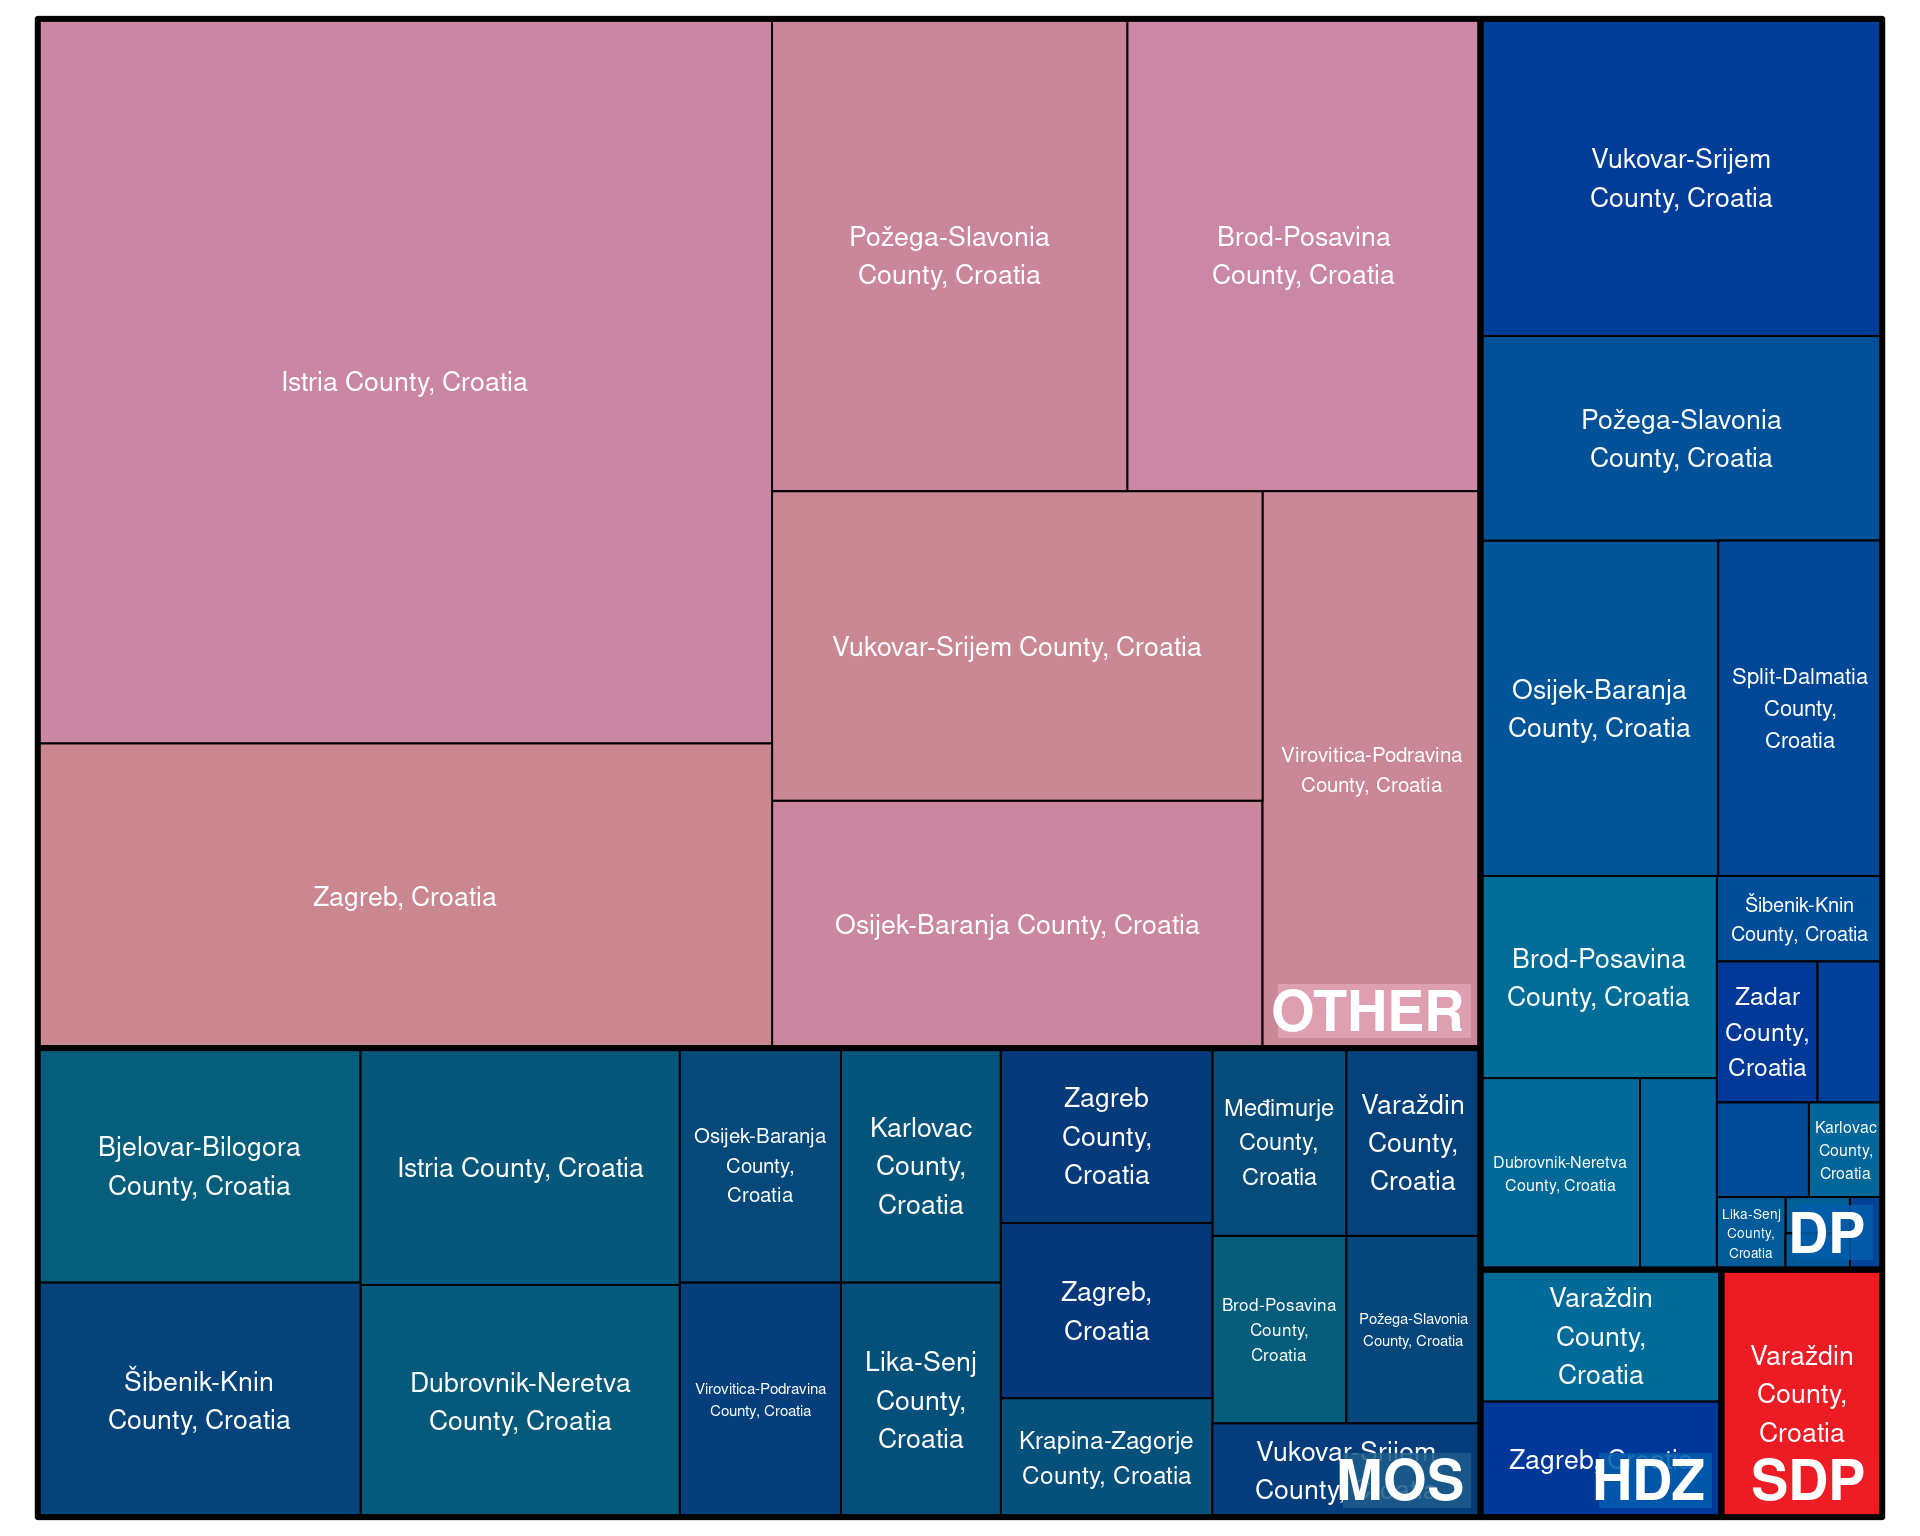 Istria County, Croatia
Zagreb, Croatia
Požega-Slavonia
County, Croatia
Brod-Posavina
County, Croatia
Vukovar-Srijem County, Croatia
Osijek-Baranja County, Croatia
Virovitica-Podravina
County, Croatia
OTHER
Bjelovar-Bilogora
County, Croatia
Šibenik-Knin
County, Croatia
Istria County, Croatia
Dubrovnik-Neretva
County, Croatia
Osijek-Baranja
County,
Croatia
Virovitica-Podravina
County, Croatia
Karlovac
County,
Croatia
Lika-Senj
County,
Croatia
Zagreb
County,
Croatia
Zagreb,
Croatia
Krapina-Zagorje
County, Croatia
Međimurje
County,
Croatia
Varaždin
County,
Croatia
Brod-Posavina
County,
Croatia
Požega-Slavonia
County, Croatia
Vukovar-Srijem
County, Croatia
MOS
Vukovar-Srijem
County, Croatia
Požega-Slavonia
County, Croatia
Osijek-Baranja
County, Croatia
Split-Dalmatia
County,
Croatia
Brod-Posavina
County, Croatia
Šibenik-Knin
County, Croatia
Zadar
County,
Croatia
Dubrovnik-Neretva
County, Croatia
Karlovac
County,
Croatia
Lika-Senj
County,
Croatia
DP
Varaždin
County,
Croatia
Zagreb, Croatia
HDZ
Varaždin
County,
Croatia
SDP